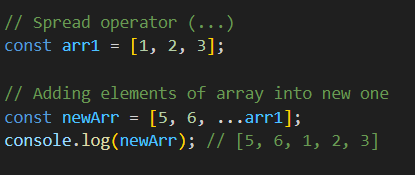 // Spread operator (...)
const arr1 = [1, 2, 3];
// Adding elements of array into new one
const newArr = [5, 6, ...arr1];
console.log(newArr); // [5, 6, 1, 2, 3]